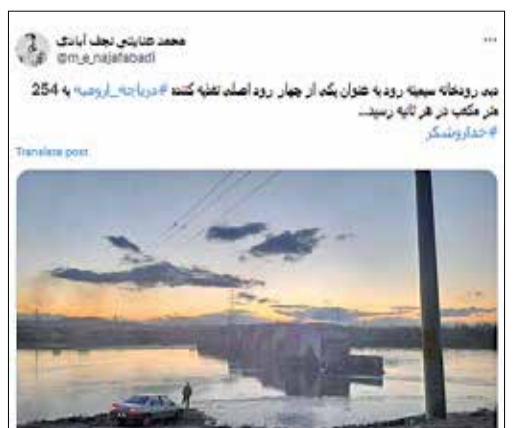 محمد عنایتی نجف آبادی
@m_e_najafabadi
دبی رودخانه سیمینه رود به عنوان یکی از چهار رود اصلی تغذیه کننده #دریاچه_ارومیه به 254
متر مکعب در هر ثانیه رسید...
#خداروشکر
Translate post